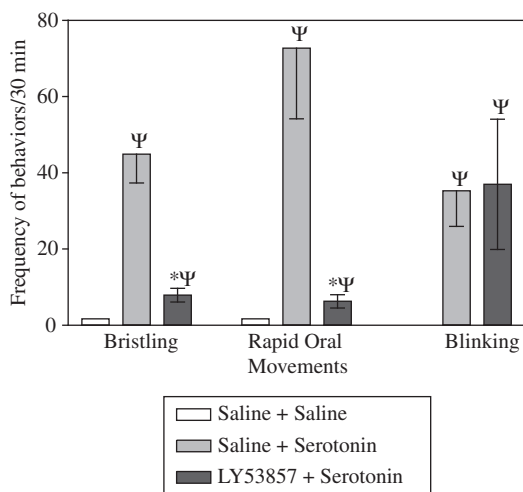 Frequency of behaviors/30 min
80
60
40
20
0
Ψ
*Ψ
Ψ
*Ψ
Ψ
Ψ
Bristling
Rapid Oral
Movements
Blinking
Saline + Saline
Saline + Serotonin
LY53857 + Serotonin